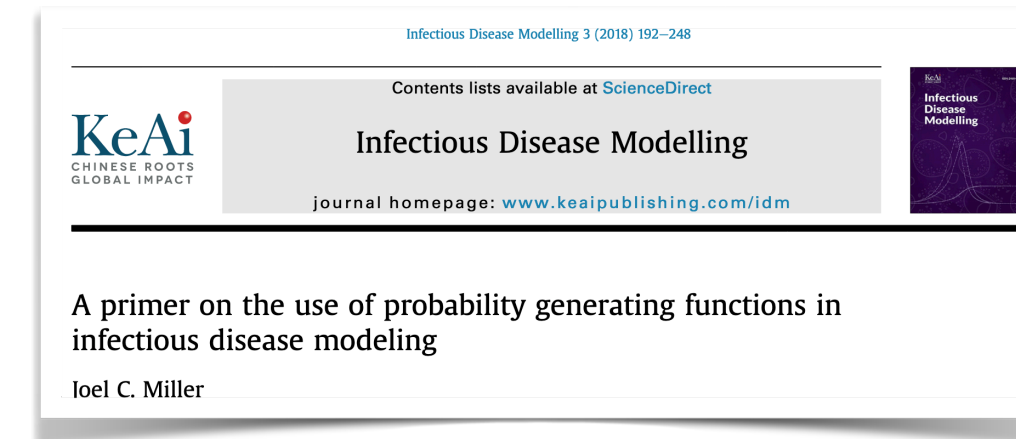 Infectious Disease Modelling 3 (2018) 192–248
Contents lists available at ScienceDirect
KeAi
CHINESE ROOTS
GLOBAL IMPACT
Infectious Disease Modelling
journal homepage: www.keaipublishing.com/idm
KeAi
Infectious
Disease
Modelling
A primer on the use of probability generating functions in
infectious disease modeling
Joel C. Miller